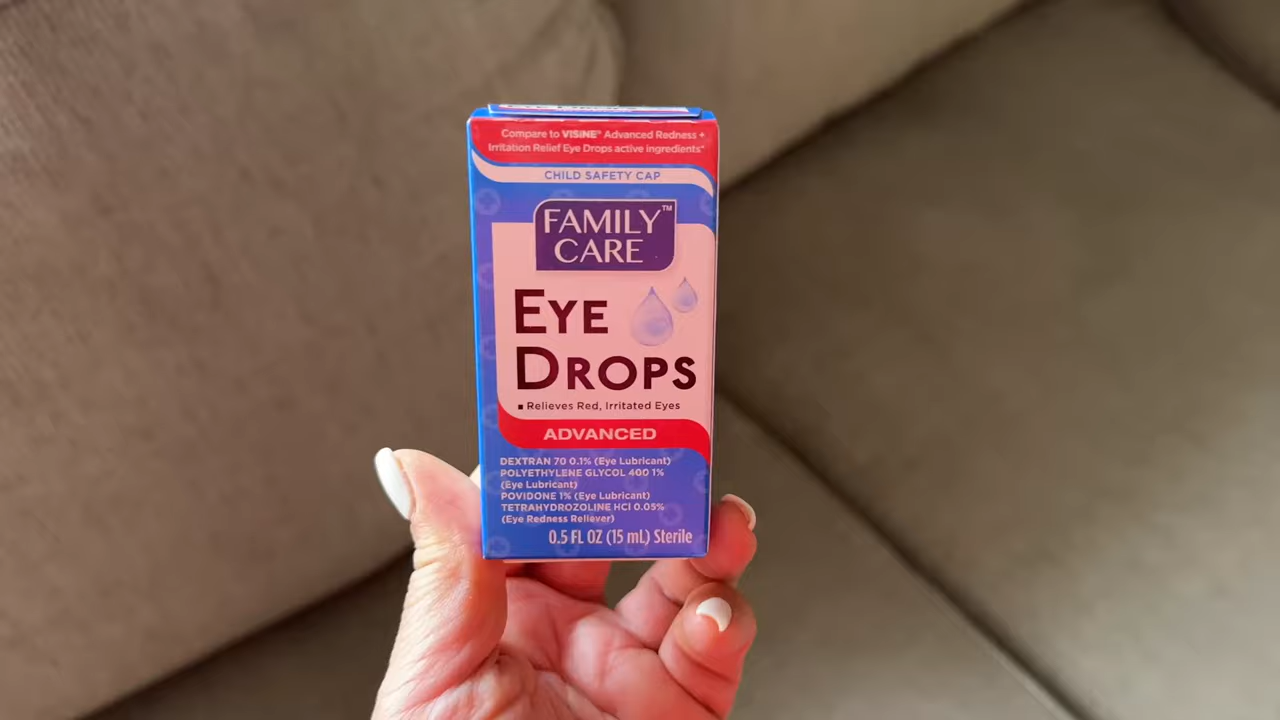 Compare to VISINE® Advanced Redness +
Irritation Relief Eye Drops active ingredients*
CHILD SAFETY CAP
FAMILY™
CARE
EYE
DROPS
▪ Relieves Red, Irritated Eyes
ADVANCED
DEXTRAN 70 0.1% (Eye Lubricant)
POLYETHYLENE GLYCOL 400 1%
(Eye Lubricant)
POVIDONE 1% (Eye Lubricant)
TETRAHYDROZOLINE HCl 0.05%
(Eye Redness Reliever)
0.5 FL OZ (15 mL) Sterile